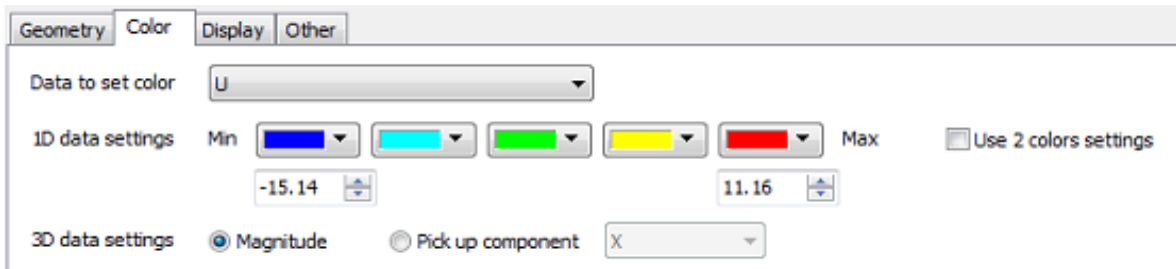 Geometry Color Display Other
Data to set color U
1D data settings Min Max Use 2 colors settings
-15.14 11.16
3D data settings Magnitude Pick up component X